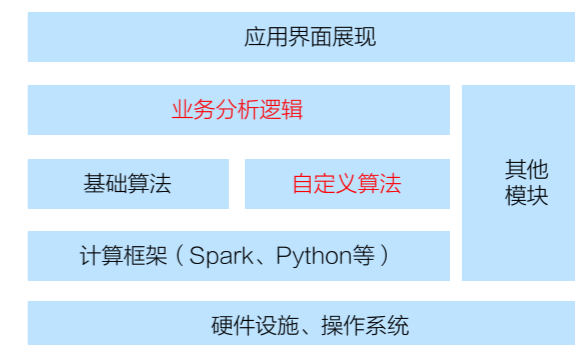 应用界面展现
业务分析逻辑
基础算法
自定义算法
其他
模块
计算框架（Spark、Python等）
硬件设施、操作系统